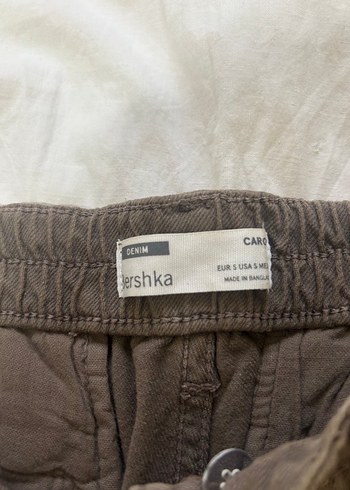 DENIM
CARG
ershka
EUR S USA S ME
MADE IN BANGL